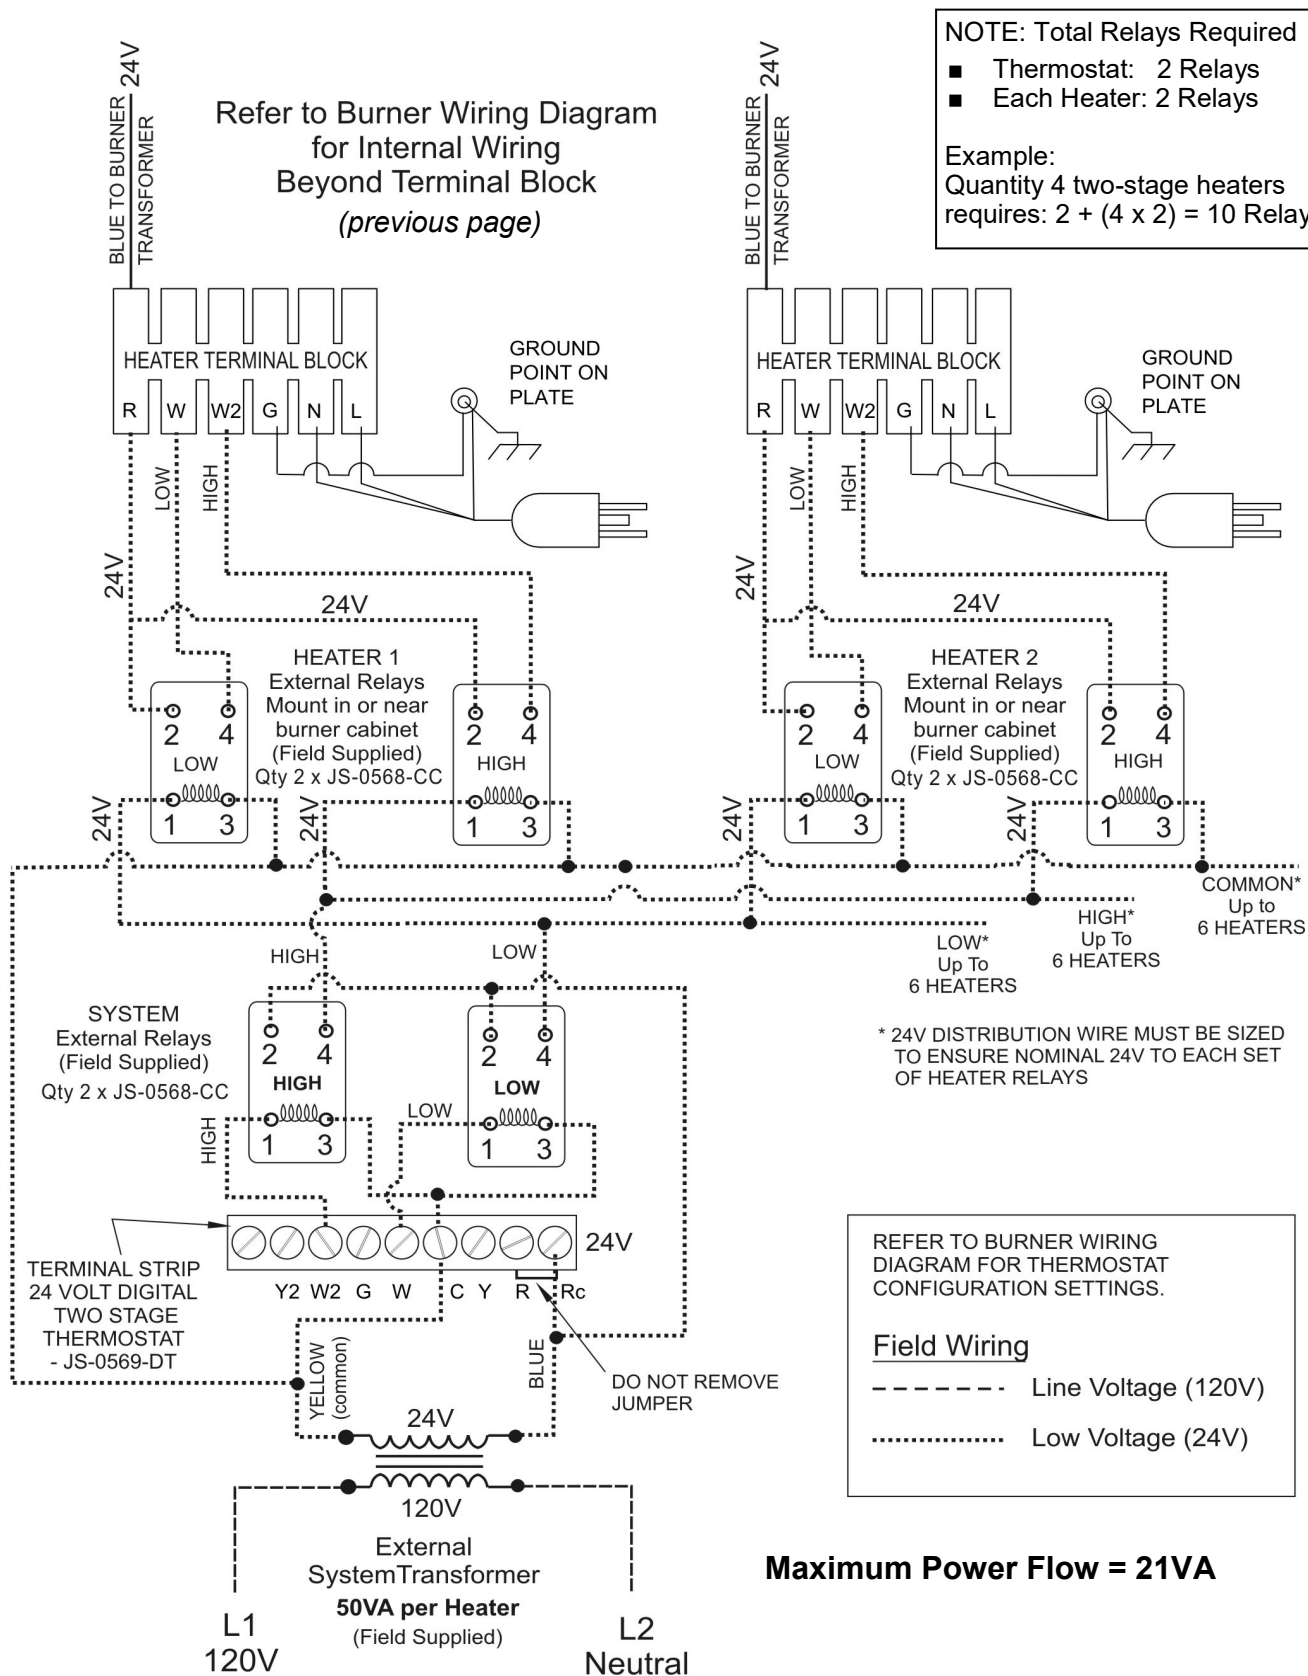 24V
BLUE TO BURNER
TRANSFORMER
Refer to Burner Wiring Diagram
for Internal Wiring
Beyond Terminal Block
(previous page)
24V
BLUE TO BURNER
TRANSFORMER
NOTE: Total Relays Required
■ Thermostat: 2 Relays
■ Each Heater: 2 Relays
Example:
Quantity 4 two-stage heaters
requires: 2 + (4 x 2) = 10 Relay
HEATER TERMINAL BLOCK
R W W2 G N L
GROUND
POINT ON
PLATE
HEATER TERMINAL BLOCK
R W W2 G N L
GROUND
POINT ON
PLATE
LOW
HIGH
24V
24V
LOW
HIGH
24V
24V
HEATER 1
External Relays
Mount in or near
burner cabinet
(Field Supplied)
Qty 2 x JS-0568-CC
2 4
LOW
1 3
2 4
HIGH
1 3
24V
24V
HEATER 2
External Relays
Mount in or near
burner cabinet
(Field Supplied)
Qty 2 x JS-0568-CC
2 4
LOW
1 3
2 4
HIGH
1 3
24V
24V
COMMON*
Up to
6 HEATERS
HIGH*
Up To
6 HEATERS
LOW*
Up To
6 HEATERS
HIGH
LOW
SYSTEM
External Relays
(Field Supplied)
Qty 2 x JS-0568-CC
2 4
HIGH
1 3
2 4
LOW
1 3
HIGH
LOW
* 24V DISTRIBUTION WIRE MUST BE SIZED
TO ENSURE NOMINAL 24V TO EACH SET
OF HEATER RELAYS
24V
Y2 W2 G W C Y R Rc
TERMINAL STRIP
24 VOLT DIGITAL
TWO STAGE
THERMOSTAT
- JS-0569-DT
YELLOW
(common)
BLUE
DO NOT REMOVE
JUMPER
24V
120V
External
SystemTransformer
50VA per Heater
(Field Supplied)
L1
120V
L2
Neutral
REFER TO BURNER WIRING
DIAGRAM FOR THERMOSTAT
CONFIGURATION SETTINGS.
Field Wiring
Line Voltage (120V)
Low Voltage (24V)
Maximum Power Flow = 21VA